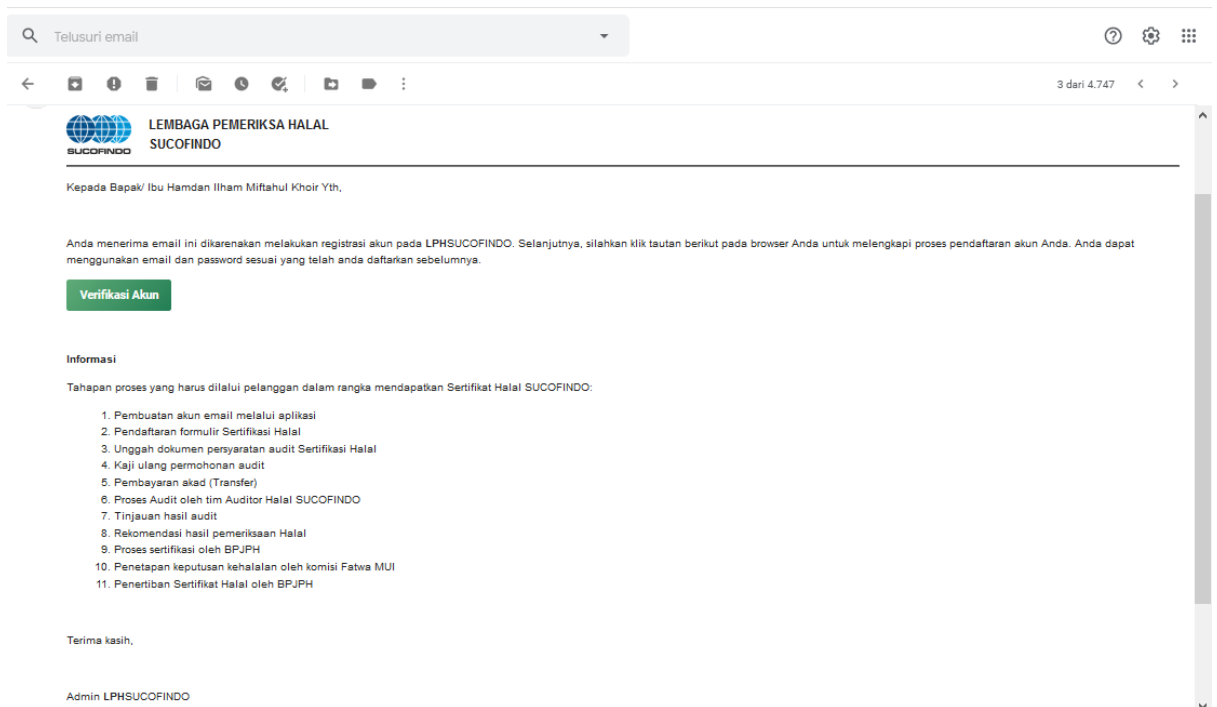 Telusuri email
3 dari 4.747
SUCOFINDO
LEMBAGA PEMERIKSA HALAL
SUCOFINDO
Kepada Bapak/ Ibu Hamdan Ilham Miftahul Khoir Yth,
Anda menerima email ini dikarenakan melakukan registrasi akun pada LPHSUCOFINDO. Selanjutnya, silahkan klik tautan berikut pada browser Anda untuk melengkapi proses pendaftaran akun Anda. Anda dapat
menggunakan email dan password sesuai yang telah anda daftarkan sebelumnya.
Verifikasi Akun
Informasi
Tahapan proses yang harus dilalui pelanggan dalam rangka mendapatkan Sertifikat Halal SUCOFINDO:
1. Pembuatan akun email melalui aplikasi
2. Pendaftaran formulir Sertifikasi Halal
3. Unggah dokumen persyaratan audit Sertifikasi Halal
4. Kaji ulang permohonan audit
5. Pembayaran akad (Transfer)
6. Proses Audit oleh tim Auditor Halal SUCOFINDO
7. Tinjauan hasil audit
8. Rekomendasi hasil pemeriksaan Halal
9. Proses sertifikasi oleh BPJPH
10. Penetapan keputusan kehalalan oleh komisi Fatwa MUI
11. Penertiban Sertifikat Halal oleh BPJPH
Terima kasih,
Admin LPHSUCOFINDO